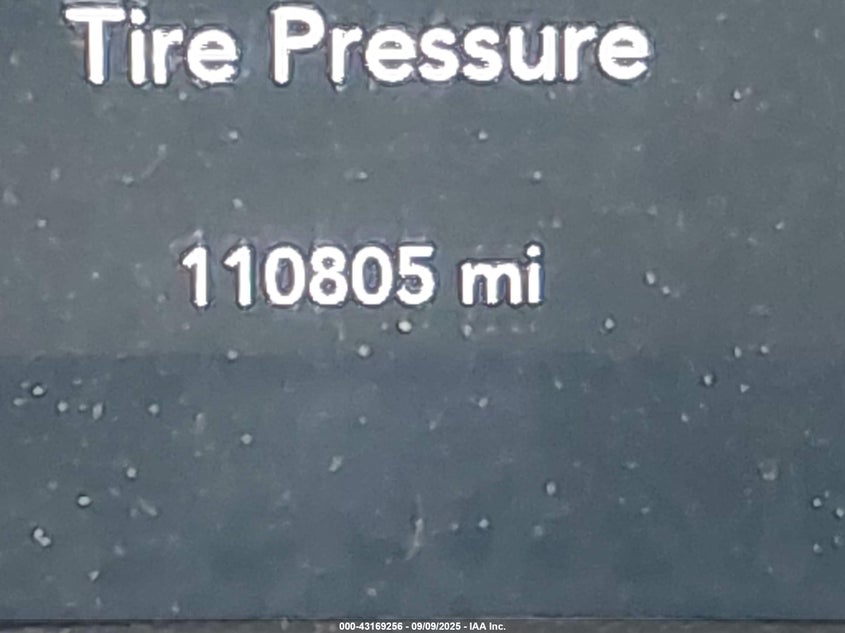 Tire Pressure
110805 mi
000-43169256 - 09/09/2025 - IAA Inc.